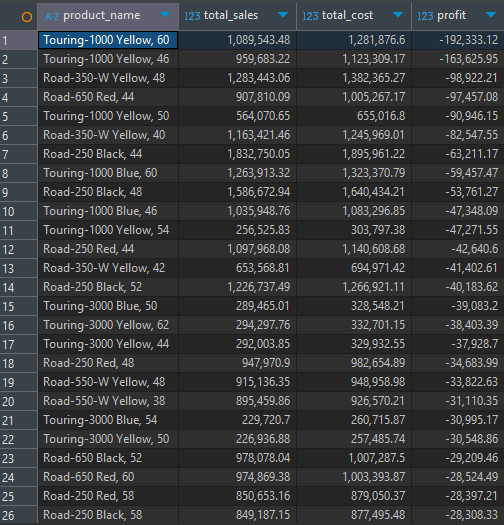 A-Z product_name 123 total_sales 123 total_cost 123 profit
1 Touring-1000 Yellow, 60 1,089,543.48 1,281,876.6 -192,333.12
2 Touring-1000 Yellow, 46 959,683.22 1,123,309.17 -163,625.95
3 Road-350-W Yellow, 48 1,283,443.06 1,382,365.27 -98,922.21
4 Road-650 Red, 44 907,810.09 1,005,267.17 -97,457.08
5 Touring-1000 Yellow, 50 564,070.65 655,016.8 -90,946.15
6 Road-350-W Yellow, 40 1,163,421.46 1,245,969.01 -82,547.55
7 Road-250 Black, 44 1,832,750.05 1,895,961.22 -63,211.17
8 Touring-1000 Blue, 60 1,263,913.32 1,323,370.79 -59,457.47
9 Road-250 Black, 48 1,586,672.94 1,640,434.21 -53,761.27
10 Touring-1000 Blue, 46 1,035,948.76 1,083,296.85 -47,348.09
11 Touring-1000 Yellow, 54 256,525.83 303,797.38 -47,271.55
12 Road-250 Red, 44 1,097,968.08 1,140,608.68 -42,640.6
13 Road-350-W Yellow, 42 653,568.81 694,971.42 -41,402.61
14 Road-250 Black, 52 1,226,737.49 1,266,921.11 -40,183.62
15 Touring-3000 Blue, 50 289,465.01 328,548.21 -39,083.2
16 Touring-3000 Yellow, 62 294,297.76 332,701.15 -38,403.39
17 Touring-3000 Yellow, 44 292,003.85 329,932.55 -37,928.7
18 Road-250 Red, 48 947,970.9 982,654.89 -34,683.99
19 Road-550-W Yellow, 48 915,136.35 948,958.98 -33,822.63
20 Road-550-W Yellow, 38 895,459.86 926,570.21 -31,110.35
21 Touring-3000 Blue, 54 229,720.7 260,715.87 -30,995.17
22 Touring-3000 Yellow, 50 226,936.88 257,485.74 -30,548.86
23 Road-650 Black, 52 978,078.04 1,007,287.5 -29,209.46
24 Road-650 Red, 60 974,869.38 1,003,393.87 -28,524.49
25 Road-250 Red, 58 850,653.16 879,050.37 -28,397.21
26 Road-250 Black, 58 849,187.15 877,495.48 -28,308.33